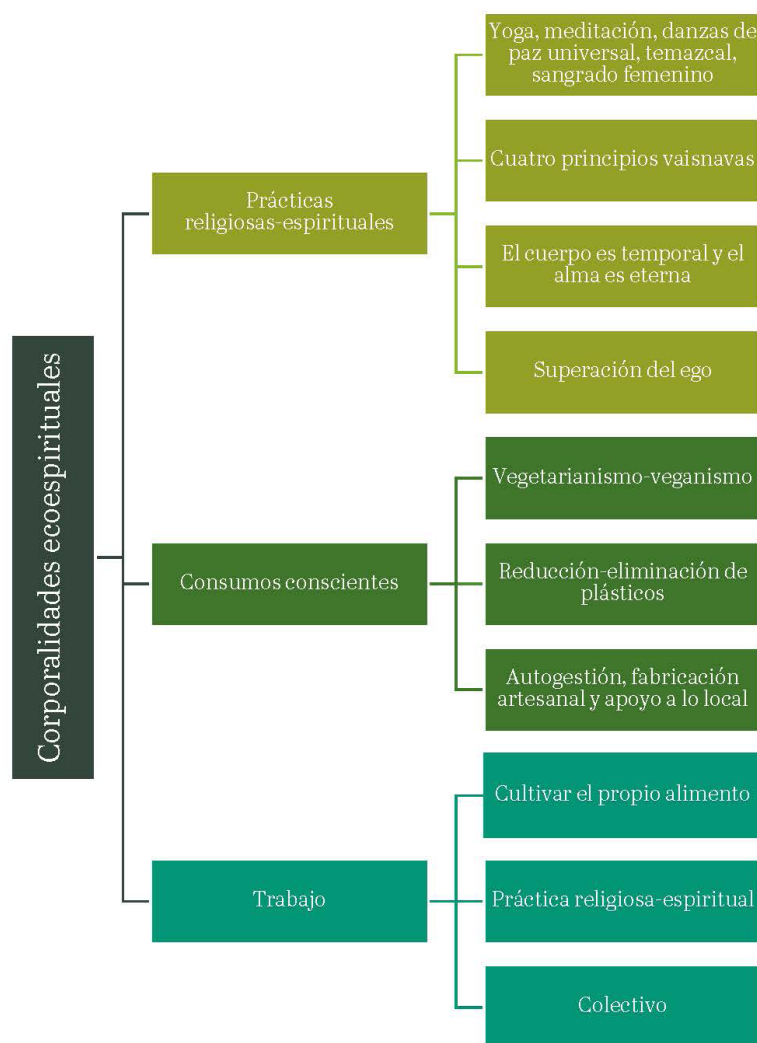 Corporalidades ecoespirituales
Prácticas
religiosas-espirituales
Yoga, meditación, danzas de
paz universal, temazcal,
sangrado femenino
Cuatro principios vaisnavas
El cuerpo es temporal y el
alma es eterna
Superación del ego
Consumos conscientes
Vegetarianismo-veganismo
Reducción-eliminación de
plásticos
Autogestión, fabricación
artesanal y apoyo a lo local
Trabajo
Cultivar el propio alimento
Práctica religiosa-espiritual
Colectivo